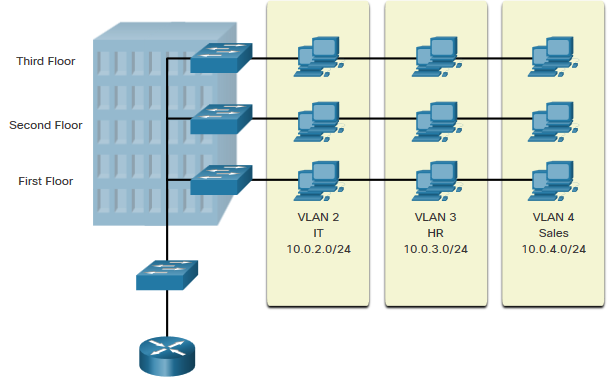 Third Floor
Second Floor
First Floor
VLAN 2
IT
10.0.2.0/24
VLAN 3
HR
10.0.3.0/24
VLAN 4
Sales
10.0.4.0/24